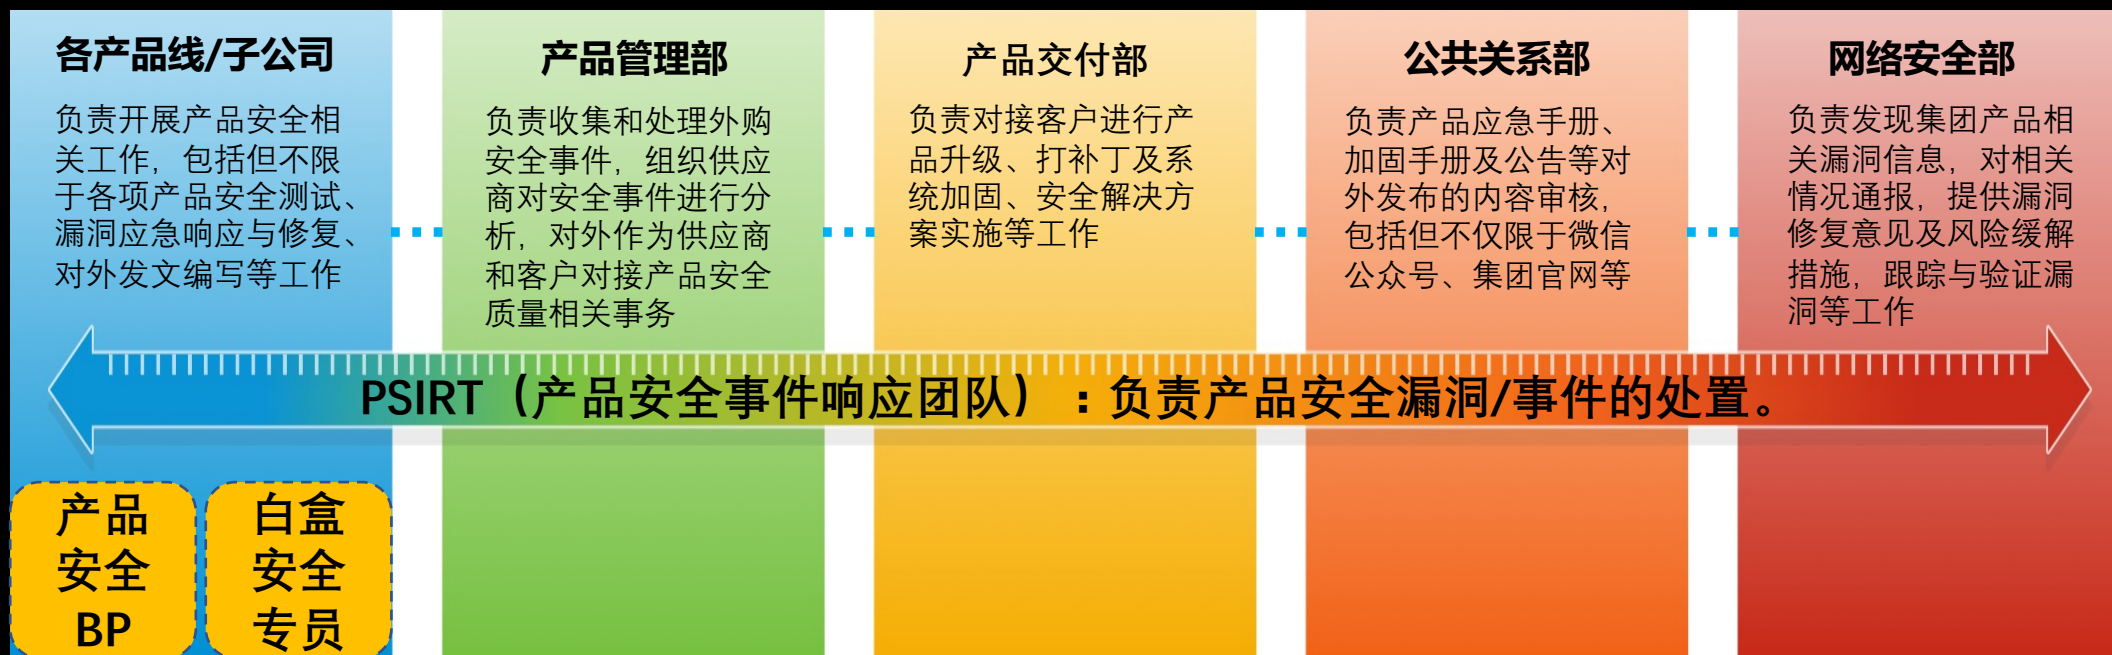 各产品线/子公司
负责开展产品安全相
关工作，包括但不限
于各项产品安全测试、
漏洞应急响应与修复、
对外发文编写等工作
产品管理部
负责收集和处理外购
安全事件，组织供应
商对安全事件进行分
析，对外作为供应商
和客户对接产品安全
质量相关事务
产品交付部
负责对接客户进行产
品升级、打补丁及系
统加固、安全解决方
案实施等工作
公共关系部
负责产品应急手册、
加固手册及公告等对
外发布的内容审核，
包括但不仅限于微信
公众号、集团官网等
网络安全部
负责发现集团产品相
关漏洞信息，对相关
情况通报，提供漏洞
修复意见及风险缓解
措施，跟踪与验证漏
洞等工作
PSIRT（产品安全事件响应团队）：负责产品安全漏洞/事件的处置。
产品
安全
BP
白盒
安全
专员